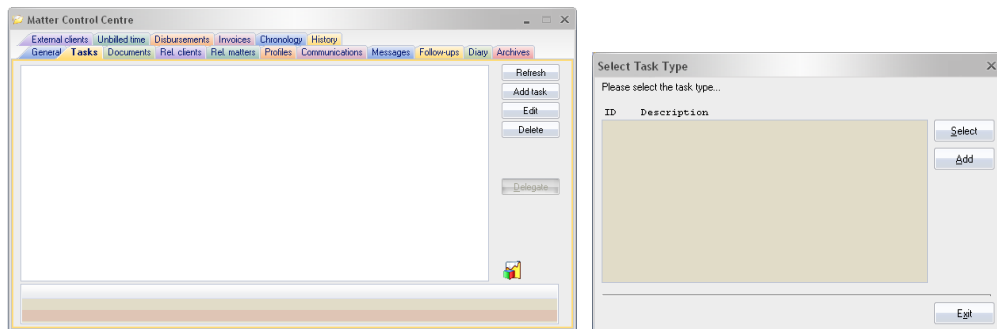 Matter Control Centre
External clients Unbilled time Disbursements Invoices Chronology History
General Tasks Documents Rel. clients Rel. matters Profiles Communications Messages Follow-ups Diary Archives
Refresh
Add task
Edit
Delete
Delegate
Select Task Type
Please select the task type...
ID Description
Select
Add
Exit